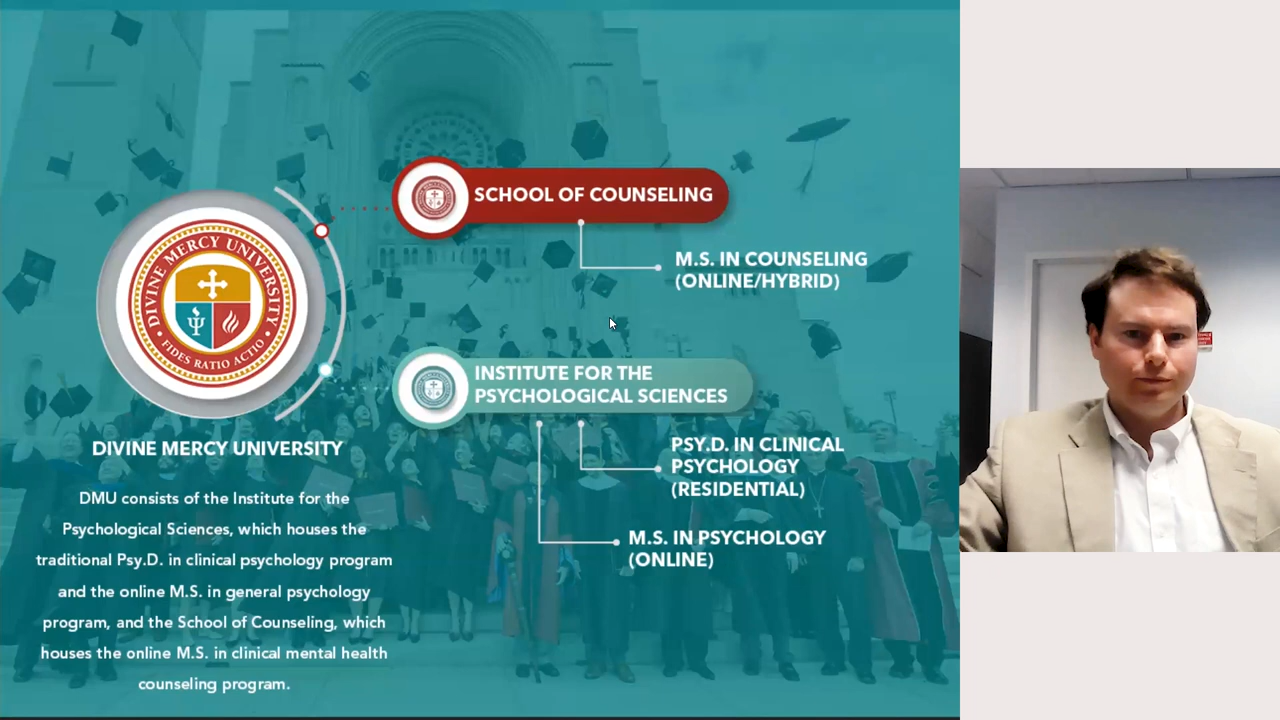 DIVINE MERCY UNIVERSITY
• FIDES RATIO ACTIO •
SCHOOL OF COUNSELING
M.S. IN COUNSELING
(ONLINE/HYBRID)
INSTITUTE FOR THE
PSYCHOLOGICAL SCIENCES
PSY.D. IN CLINICAL
PSYCHOLOGY
(RESIDENTIAL)
M.S. IN PSYCHOLOGY
(ONLINE)
DIVINE MERCY UNIVERSITY
DMU consists of the Institute for the
Psychological Sciences, which houses the
traditional Psy.D. in clinical psychology program
and the online M.S. in general psychology
program, and the School of Counseling, which
houses the online M.S. in clinical mental health
counseling program.